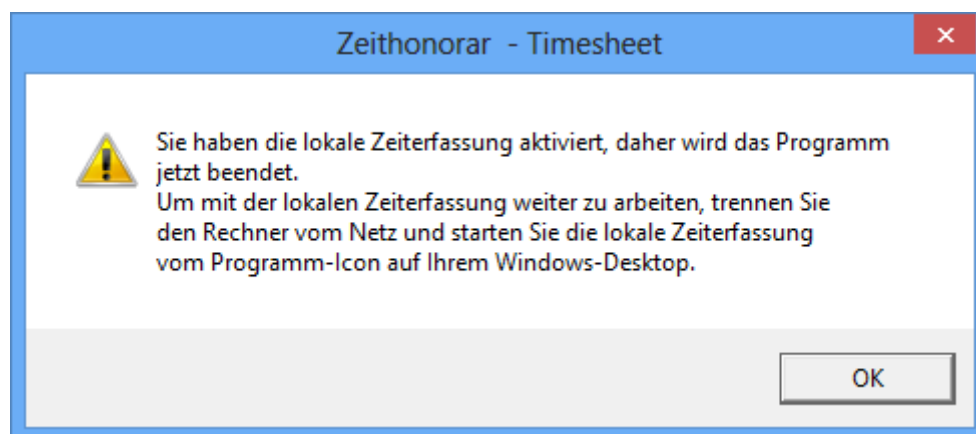 Zeithonorar - Timesheet
Sie haben die lokale Zeiterfassung aktiviert, daher wird das Programm
jetzt beendet.
Um mit der lokalen Zeiterfassung weiter zu arbeiten, trennen Sie
den Rechner vom Netz und starten Sie die lokale Zeiterfassung
vom Programm-Icon auf Ihrem Windows-Desktop.
OK